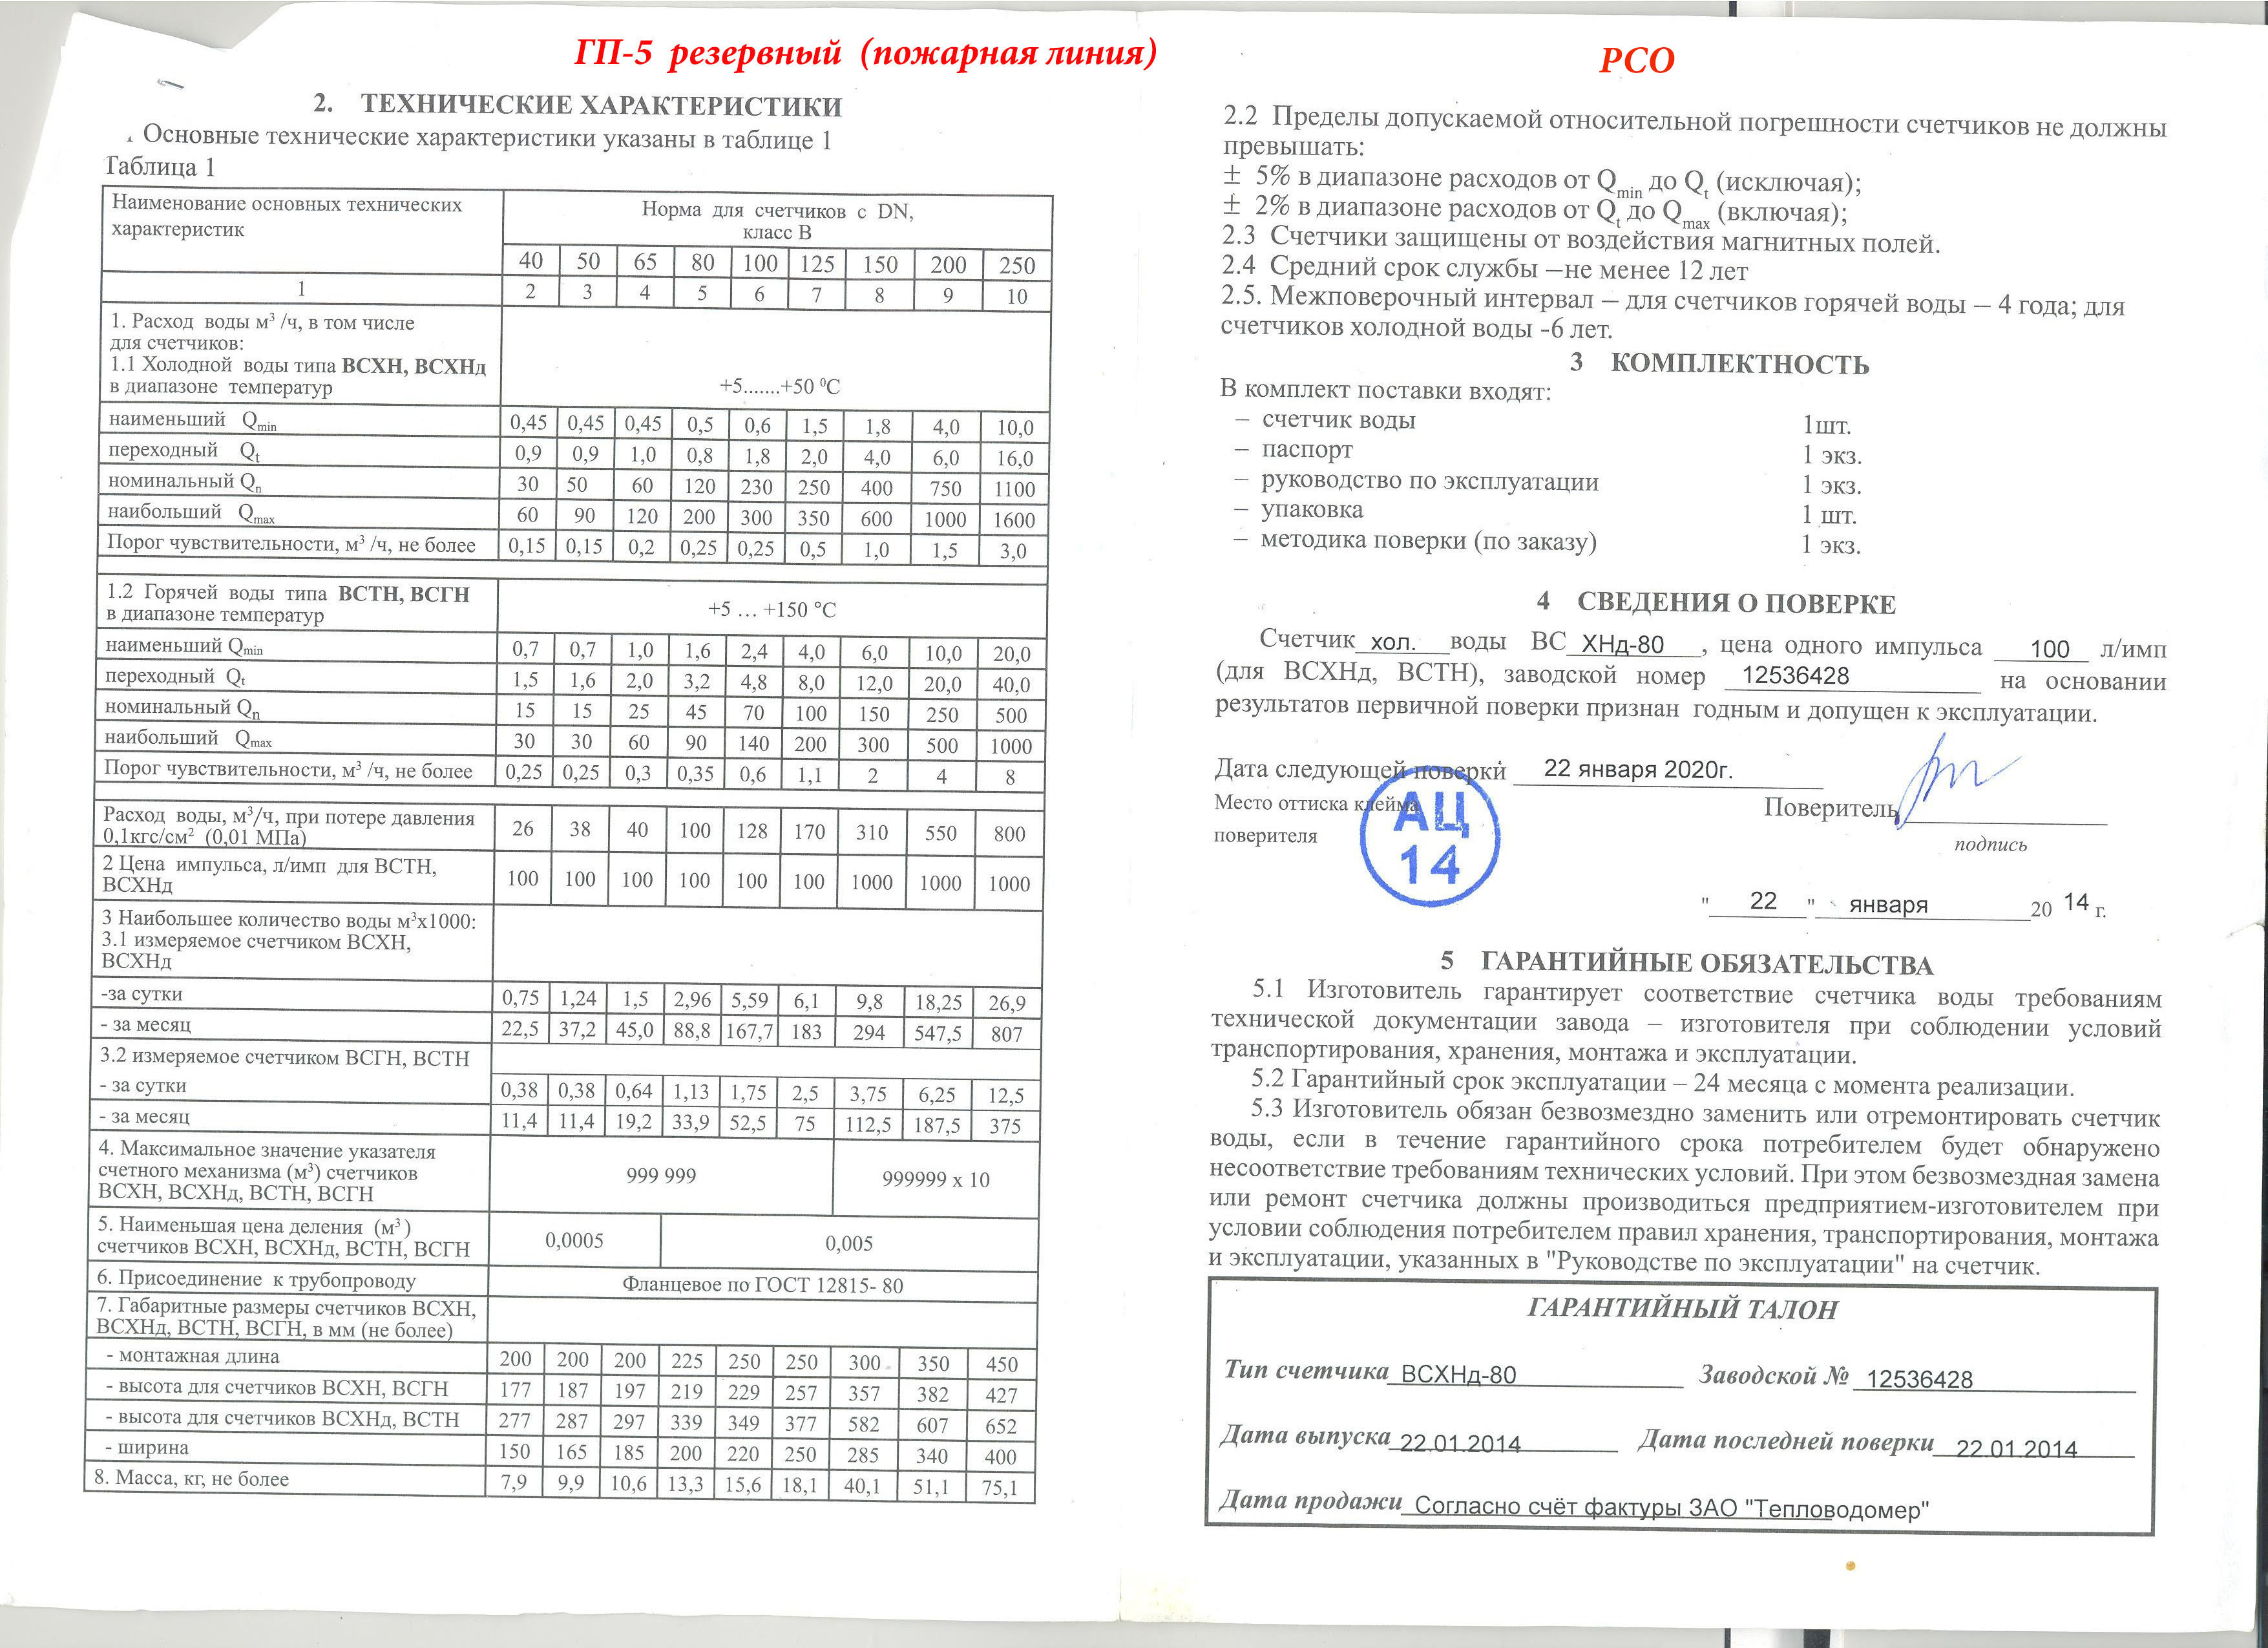 ГП-5 резервный (пожарная линия)
РСО
2. ТЕХНИЧЕСКИЕ ХАРАКТЕРИСТИКИ
Основные технические характеристики указаны в таблице 1
Таблица 1
Наименование основных технических характеристик | Норма для счетчиков с DN, класс В
40 50 65 80 100 125 150 200 250
1 2 3 4 5 6 7 8 9 10
1. Расход воды м³ /ч, в том числе
для счетчиков:
1.1 Холодной воды типа ВСХН, ВСХНд
в диапазоне температур +5.......+50 ⁰С
наименьший Qmin 0,45 0,45 0,45 0,5 0,6 1,5 1,8 4,0 10,0
переходный Qt 0,9 0,9 1,0 0,8 1,8 2,0 4,0 6,0 16,0
номинальный Qn 30 50 60 120 230 250 400 750 1100
наибольший Qmax 60 90 120 200 300 350 600 1000 1600
Порог чувствительности, м³ /ч, не более 0,15 0,15 0,2 0,25 0,25 0,5 1,0 1,5 3,0
1.2 Горячей воды типа ВСТН, ВСГН
в диапазоне температур +5 … +150 °С
наименьший Qmin 0,7 0,7 1,0 1,6 2,4 4,0 6,0 10,0 20,0
переходный Qt 1,5 1,6 2,0 3,2 4,8 8,0 12,0 20,0 40,0
номинальный Qn 15 15 25 45 70 100 150 250 500
наибольший Qmax 30 30 60 90 140 200 300 500 1000
Порог чувствительности, м³ /ч, не более 0,25 0,25 0,3 0,35 0,6 1,1 2 4 8
Расход воды, м³/ч, при потере давления
0,1кгс/см² (0,01 МПа) 26 38 40 100 128 170 310 550 800
2 Цена импульса, л/имп для ВСТН,
ВСХНд 100 100 100 100 100 100 1000 1000 1000
3 Наибольшее количество воды м³х1000:
3.1 измеряемое счетчиком ВСХН,
ВСХНд
-за сутки 0,75 1,24 1,5 2,96 5,59 6,1 9,8 18,25 26,9
- за месяц 22,5 37,2 45,0 88,8 167,7 183 294 547,5 807
3.2 измеряемое счетчиком ВСГН, ВСТН
- за сутки 0,38 0,38 0,64 1,13 1,75 2,5 3,75 6,25 12,5
- за месяц 11,4 11,4 19,2 33,9 52,5 75 112,5 187,5 375
4. Максимальное значение указателя
счетного механизма (м³) счетчиков
ВСХН, ВСХНд, ВСТН, ВСГН 999 999 999999 х 10
5. Наименьшая цена деления (м³ )
счетчиков ВСХН, ВСХНд, ВСТН, ВСГН 0,0005 0,005
6. Присоединение к трубопроводу Фланцевое по ГОСТ 12815- 80
7. Габаритные размеры счетчиков ВСХН,
ВСХНд, ВСТН, ВСГН, в мм (не более)
- монтажная длина 200 200 200 225 250 250 300 350 450
- высота для счетчиков ВСХН, ВСГН 177 187 197 219 229 257 357 382 427
- высота для счетчиков ВСХНд, ВСТН 277 287 297 339 349 377 582 607 652
- ширина 150 165 185 200 220 250 285 340 400
8. Масса, кг, не более 7,9 9,9 10,6 13,3 15,6 18,1 40,1 51,1 75,1
2.2 Пределы допускаемой относительной погрешности счетчиков не должны
превышать:
± 5% в диапазоне расходов от Qmin до Qt (исключая);
± 2% в диапазоне расходов от Qt до Qmax (включая);
2.3 Счетчики защищены от воздействия магнитных полей.
2.4 Средний срок службы –не менее 12 лет
2.5. Межповерочный интервал – для счетчиков горячей воды – 4 года; для
счетчиков холодной воды -6 лет.
3 КОМПЛЕКТНОСТЬ
В комплект поставки входят:
– счетчик воды 1шт.
– паспорт 1 экз.
– руководство по эксплуатации 1 экз.
– упаковка 1 шт.
– методика поверки (по заказу) 1 экз.
4 СВЕДЕНИЯ О ПОВЕРКЕ
Счетчик хол. воды ВС ХНд-80, цена одного импульса 100 л/имп
(для ВСХНд, ВСТН), заводской номер 12536428 на основании
результатов первичной поверки признан годным и допущен к эксплуатации.
Дата следующей поверки 22 января 2020г.
Место оттиска клейма
поверителя
АЦ
14
Поверитель
подпись
" 22 " января 20 14 г.
5 ГАРАНТИЙНЫЕ ОБЯЗАТЕЛЬСТВА
5.1 Изготовитель гарантирует соответствие счетчика воды требованиям
технической документации завода – изготовителя при соблюдении условий
транспортирования, хранения, монтажа и эксплуатации.
5.2 Гарантийный срок эксплуатации – 24 месяца с момента реализации.
5.3 Изготовитель обязан безвозмездно заменить или отремонтировать счетчик
воды, если в течение гарантийного срока потребителем будет обнаружено
несоответствие требованиям технических условий. При этом безвозмездная замена
или ремонт счетчика должны производиться предприятием-изготовителем при
условии соблюдения потребителем правил хранения, транспортирования, монтажа
и эксплуатации, указанных в "Руководстве по эксплуатации" на счетчик.
ГАРАНТИЙНЫЙ ТАЛОН
Тип счетчика ВСХНд-80 Заводской № 12536428
Дата выпуска 22.01.2014 Дата последней поверки 22.01.2014
Дата продажи Согласно счёт фактуры ЗАО "Тепловодомер"